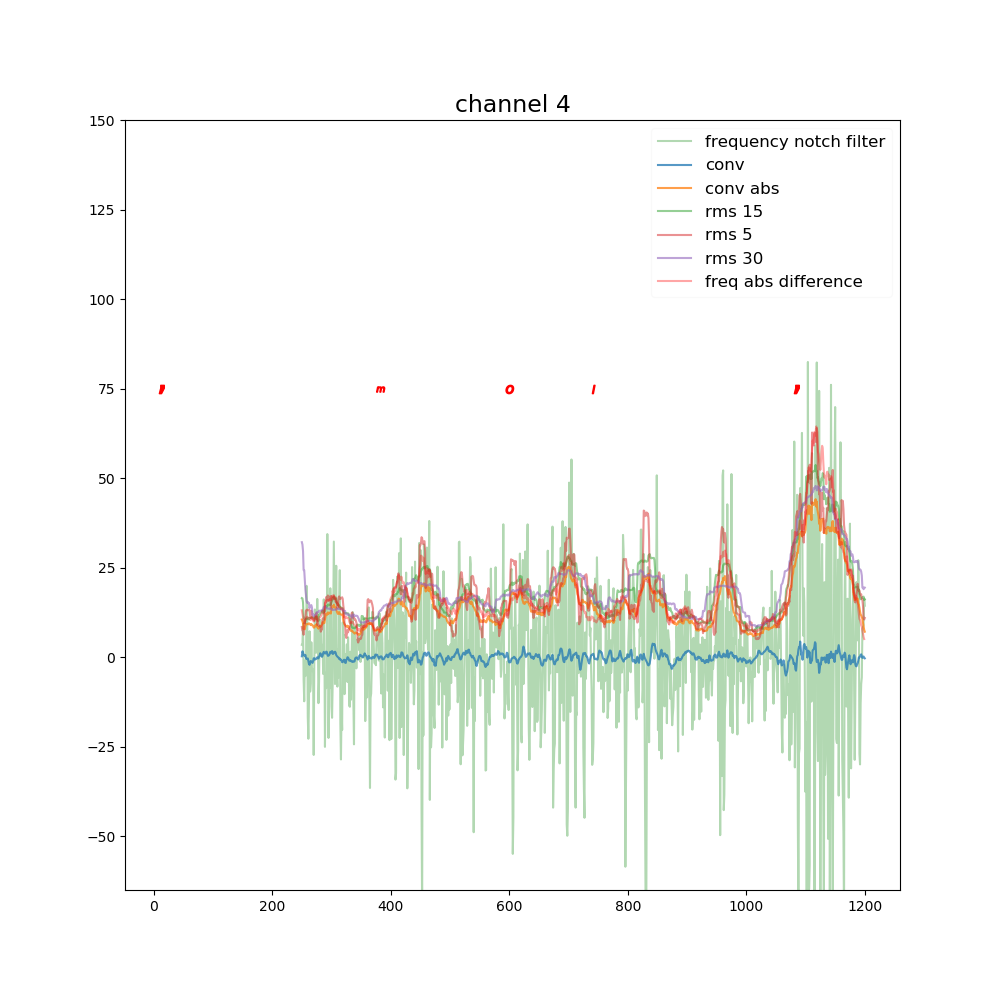 channel 4
150
125
100
75
50
25
0
−25
−50
frequency notch filter
conv
conv abs
rms 15
rms 5
rms 30
freq abs difference
, m o l ,
0 200 400 600 800 1000 1200